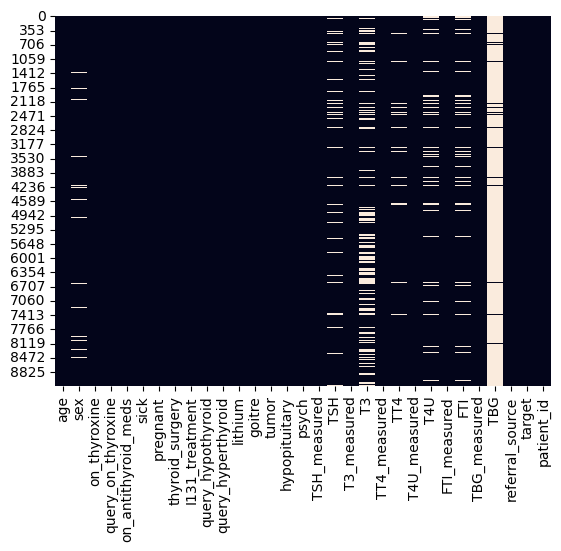 0
353
706
1059
1412
1765
2118
2471
2824
3177
3530
3883
4236
4589
4942
5295
5648
6001
6354
6707
7060
7413
7766
8119
8472
8825
age
sex
on_thyroxine
query_on_thyroxine
on_antithyroid_meds
sick
pregnant
thyroid_surgery
I131_treatment
query_hypothyroid
query_hyperthyroid
lithium
goitre
tumor
hypopituitary
psych
TSH_measured
TSH
T3_measured
T3
TT4_measured
TT4
T4U_measured
T4U
FTI_measured
FTI
TBG_measured
TBG
referral_source
target
patient_id